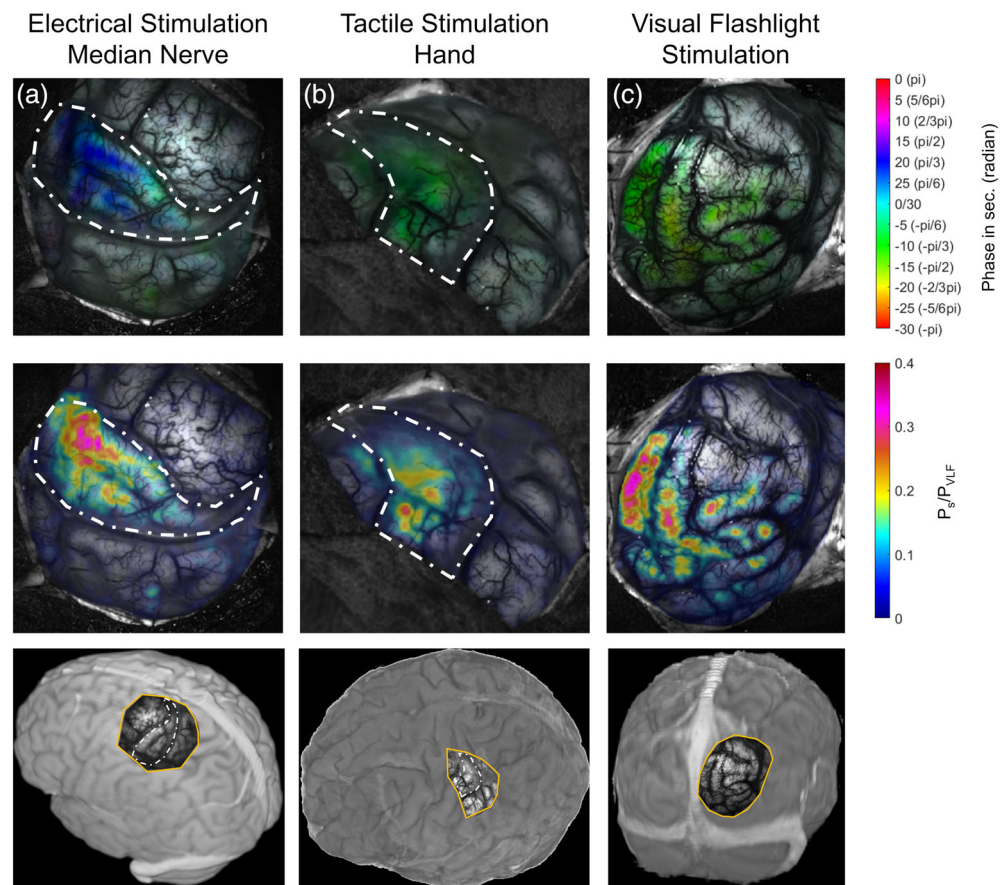 Electrical Stimulation
Median Nerve
Tactile Stimulation
Hand
Visual Flashlight
Stimulation
(a)
(b)
(c)
0 (pi)
5 (5/6pi)
10 (2/3pi)
15 (pi/2)
20 (pi/3)
25 (pi/6)
0/30
-5 (-pi/6)
-10 (-pi/3)
-15 (-pi/2)
-20 (-2/3pi)
-25 (-5/6pi)
-30 (-pi)
Phase in sec. (radian)
0.4
0.3
0.2
0.1
0
Ps/PVLF